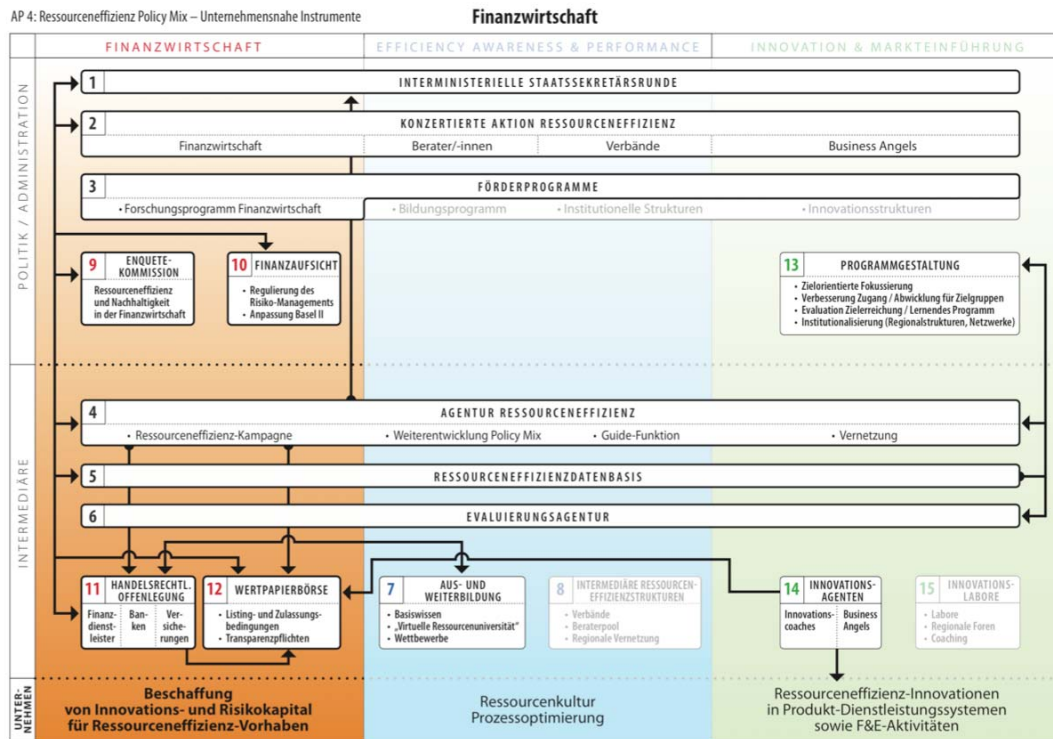 AP 4: Ressourceneffizienz Policy Mix – Unternehmensnahe Instrumente
Finanzwirtschaft
FINANZWIRTSCHAFT
EFFICIENCY AWARENESS & PERFORMANCE
INNOVATION & MARKTEINFÜHRUNG
POLITIK / ADMINISTRATION
1 INTERMINISTERIELLE STAATSSEKRETÄRSRUNDE
2 KONZERTIERTE AKTION RESSOURCENEFFIZIENZ
Finanzwirtschaft
Berater/-innen
Verbände
Business Angels
3 FÖRDERPROGRAMME
• Forschungsprogramm Finanzwirtschaft
• Bildungsprogramm
• Institutionelle Strukturen
• Innovationsstrukturen
9 ENQUETE-
KOMMISSION
Ressourceneffizienz
und Nachhaltigkeit
in der Finanzwirtschaft
10 FINANZAUFSICHT
• Regulierung des
Risiko-Managements
• Anpassung Basel II
13 PROGRAMMGESTALTUNG
• Zielorientierte Fokussierung
• Verbesserung Zugang / Abwicklung für Zielgruppen
• Evaluation Zielerreichung / Lernendes Programm
• Institutionalisierung (Regionalstrukturen, Netzwerke)
INTERMEDIÄRE
4 AGENTUR RESSOURCENEFFIZIENZ
• Ressourceneffizienz-Kampagne
• Weiterentwicklung Policy Mix
• Guide-Funktion
• Vernetzung
5 RESSOURCENEFFIZIENZDATENBASIS
6 EVALUIERUNGSAGENTUR
11 HANDELSRECHTL.
OFFENLEGUNG
Finanz-
dienst-
leister
Ban-
ken
Ver-
siche-
rungen
12 WERTPAPIERBÖRSE
• Listing- und Zulassungs-
bedingungen
• Transparenzpflichten
7 AUS- UND
WEITERBILDUNG
• Basiswissen
• „Virtuelle Ressourcenuniversität“
• Wettbewerbe
8 INTERMEDIÄRE RESSOURCEN-
EFFIZIENZSTRUKTUREN
• Verbände
• Beraterpool
• Regionale Vernetzung
14 INNOVATIONS-
AGENTEN
Innovations-
coaches
Business
Angels
15 INNOVATIONS-
LABORE
• Labore
• Regionale Foren
• Coaching
UNTER-
NEHMEN
Beschaffung
von Innovations- und Risikokapital
für Ressourceneffizienz-Vorhaben
Ressourcenkultur
Prozessoptimierung
Ressourceneffizienz-Innovationen
in Produkt-Dienstleistungssystemen
sowie F&E-Aktivitäten